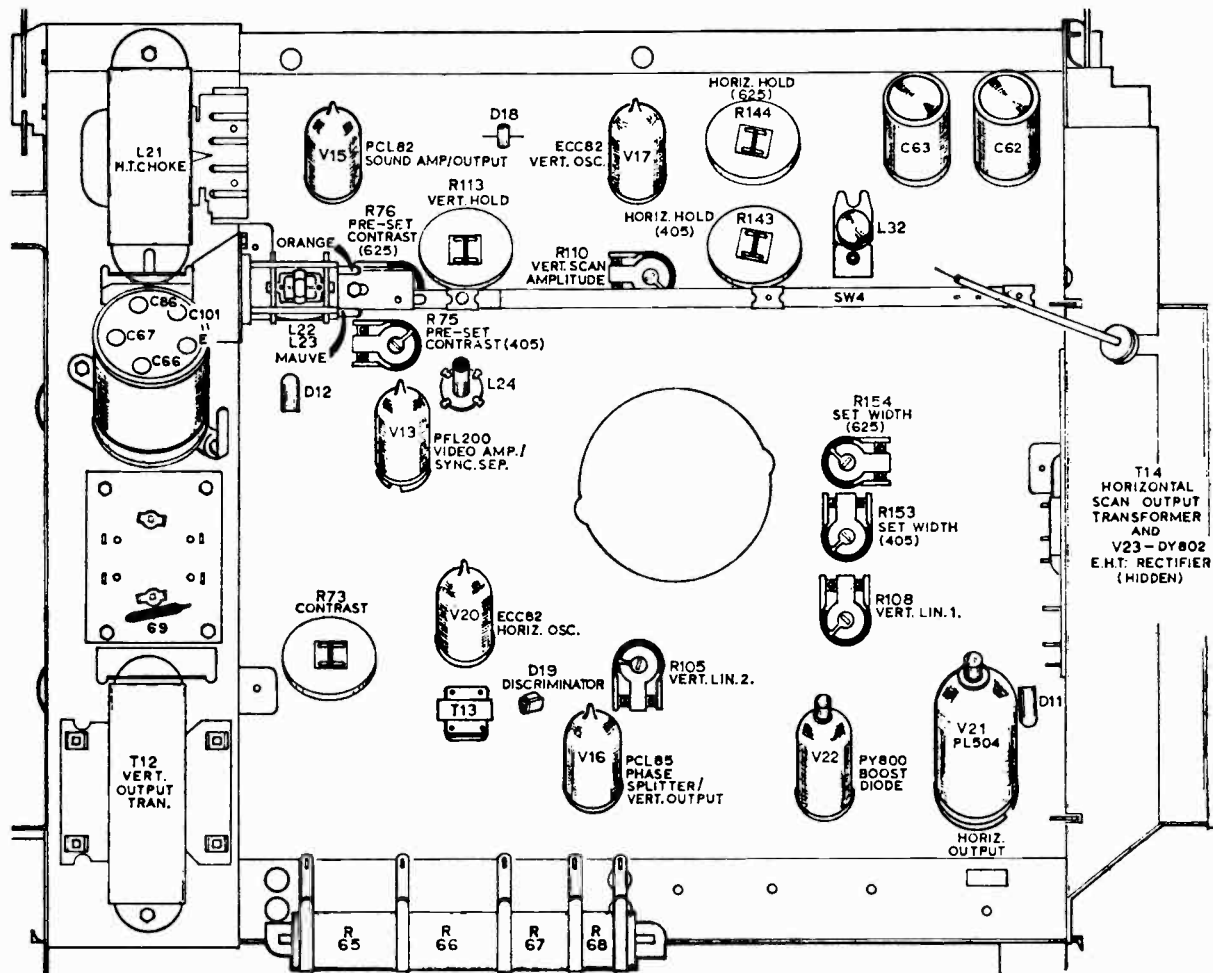 HORIZ. HOLD
(625)
R144
D18
L21
H.T. CHOKE
V15
PCL82
SOUND AMP/OUTPUT
ECC82
VERT. OSC.
V17
C63
C62
R113
VERT. HOLD
R76
PRE-SET
CONTRAST
(625)
HORIZ. HOLD
(405)
R143
L32
ORANGE
R110
VERT. SCAN
AMPLITUDE
SW4
C86
C101
C67
E
C66
L22
L23
MAUVE
R75
PRE-SET
CONTRAST (405)
D12
L24
V13
PFL200
VIDEO AMP./
SYNC. SEP.
R154
SET WIDTH
(625)
R153
SET WIDTH
(405)
T14
HORIZONTAL
SCAN OUTPUT
TRANSFORMER
AND
V23-DY802
E.H.T. RECTIFIER
(HIDDEN)
R108
VERT. LIN. 1.
69
R73
CONTRAST
V20
ECC82
HORIZ. OSC.
R105
VERT. LIN. 2.
D19
DISCRIMINATOR
T13
D11
V21
PL504
V16
PCL85
PHASE
SPLITTER/
VERT. OUTPUT
V22
PY800
BOOST
DIODE
T12
VERT.
OUTPUT
TRAN.
HORIZ.
OUTPUT
R
65
R
66
R
67
R
68